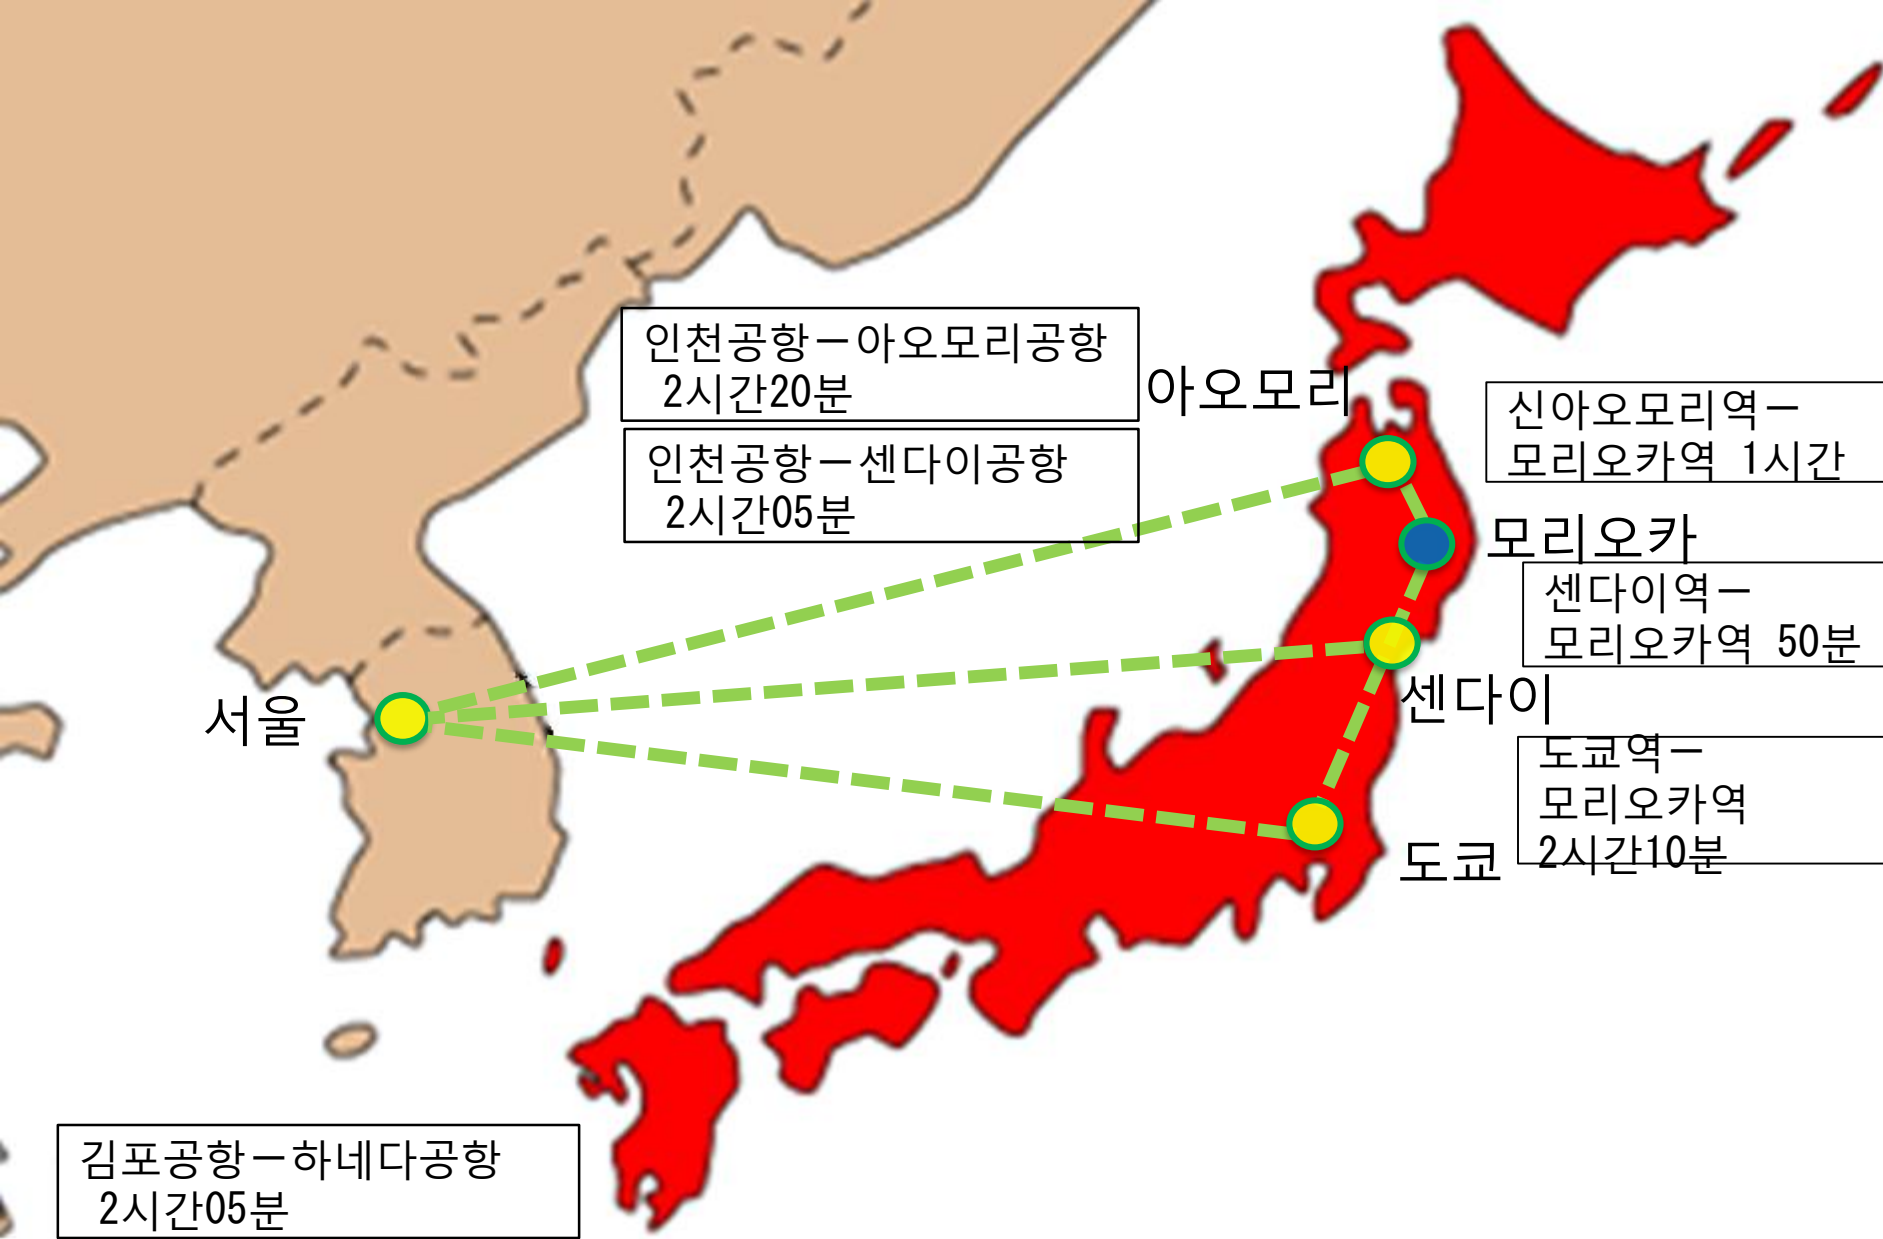 인천공항－아오모리공항
2시간20분
아오모리
신아오모리역－
모리오카역 1시간
인천공항－센다이공항
2시간05분
모리오카
센다이역－
모리오카역 50분
서울
센다이
도쿄역－
모리오카역
2시간10분
도쿄
김포공항－하네다공항
2시간05분